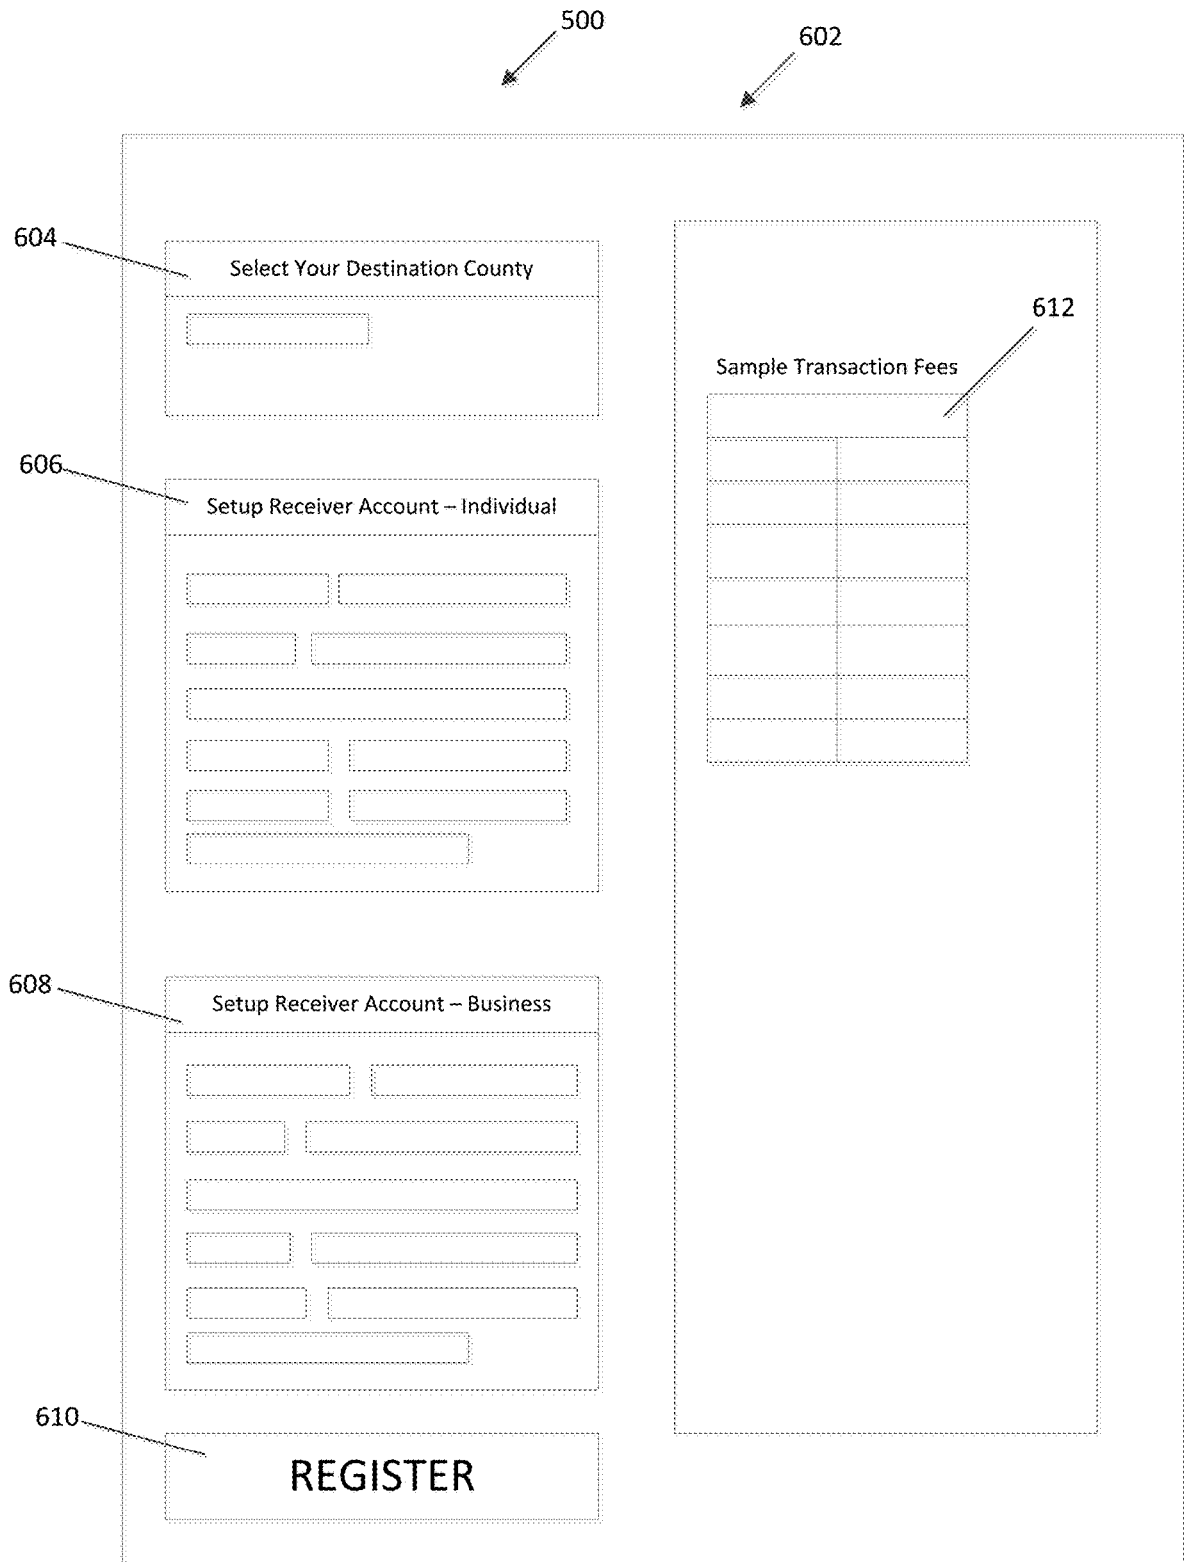 500
602
604
Select Your Destination County
612
Sample Transaction Fees
606
Setup Receiver Account – Individual
608
Setup Receiver Account – Business
610
REGISTER